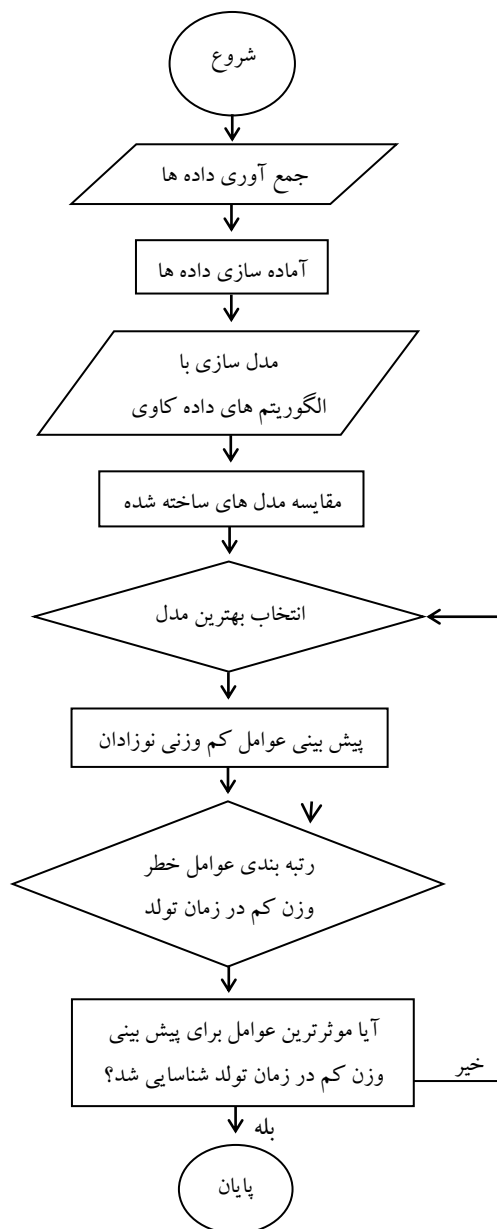 شروع
جمع آوری داده ها
آماده سازی داده ها
مدل سازی با
الگوریتم های داده کاوی
مقایسه مدل های ساخته شده
انتخاب بهترین مدل
پیش بینی عوامل کم وزنی نوزادان
رتبه بندی عوامل خطر
وزن کم در زمان تولد
آیا موثرترین عوامل برای پیش بینی
وزن کم در زمان تولد شناسایی شد؟
خیر
بله
پایان